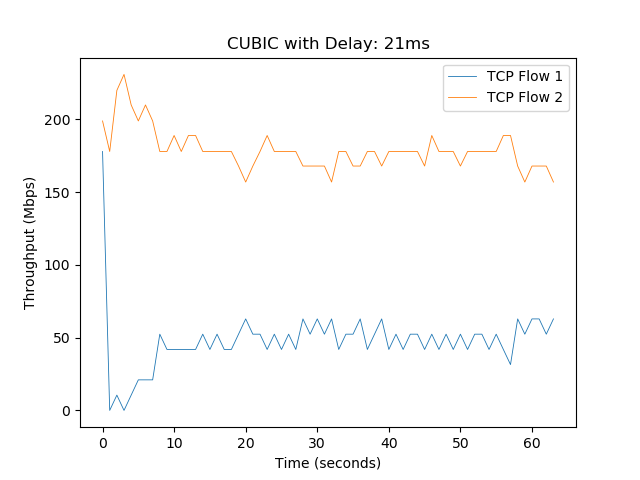 CUBIC with Delay: 21ms
TCP Flow 1
TCP Flow 2
Throughput (Mbps)
200
150
100
50
0
0 10 20 30 40 50 60
Time (seconds)